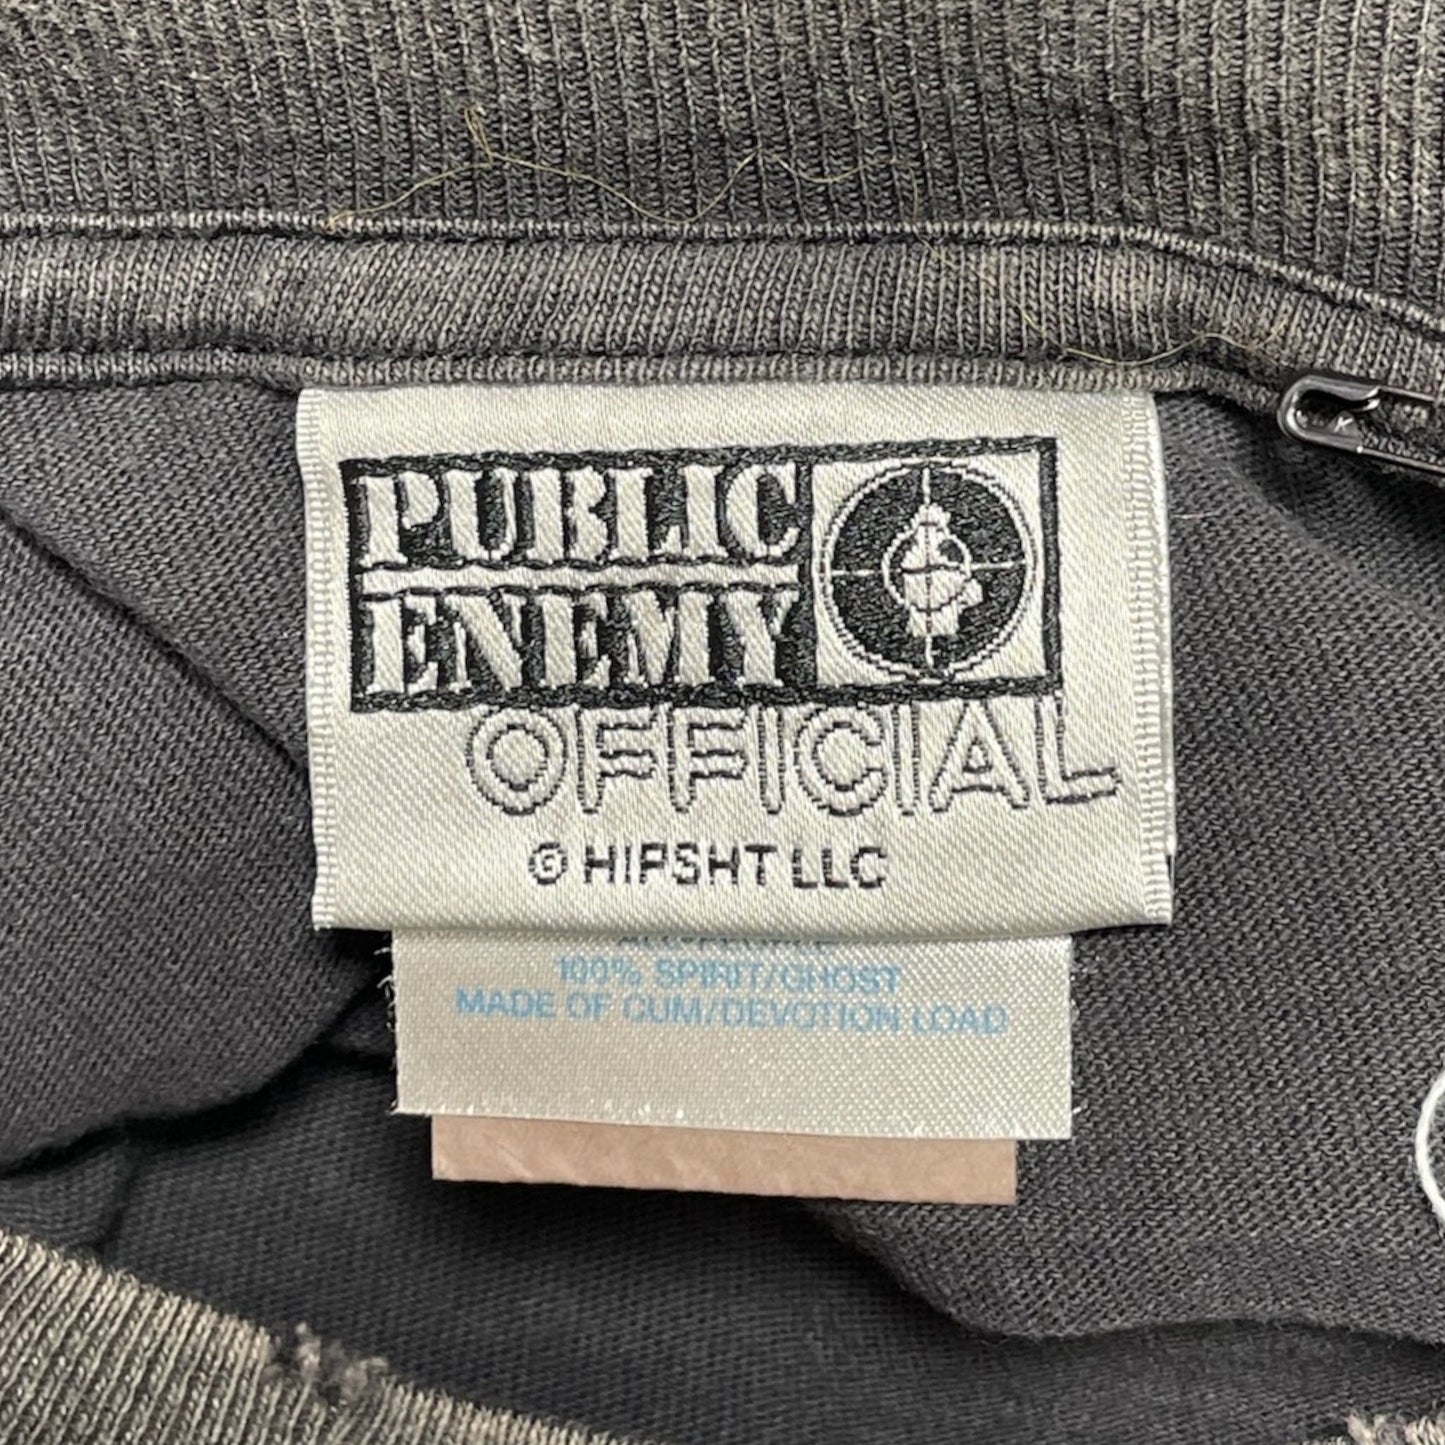 PUBLIC
ENEMY
OFFICIAL
© HIPSHT LLC
100% SPIRIT/GHOST
MADE OF CUM/DEVOTION LOAD